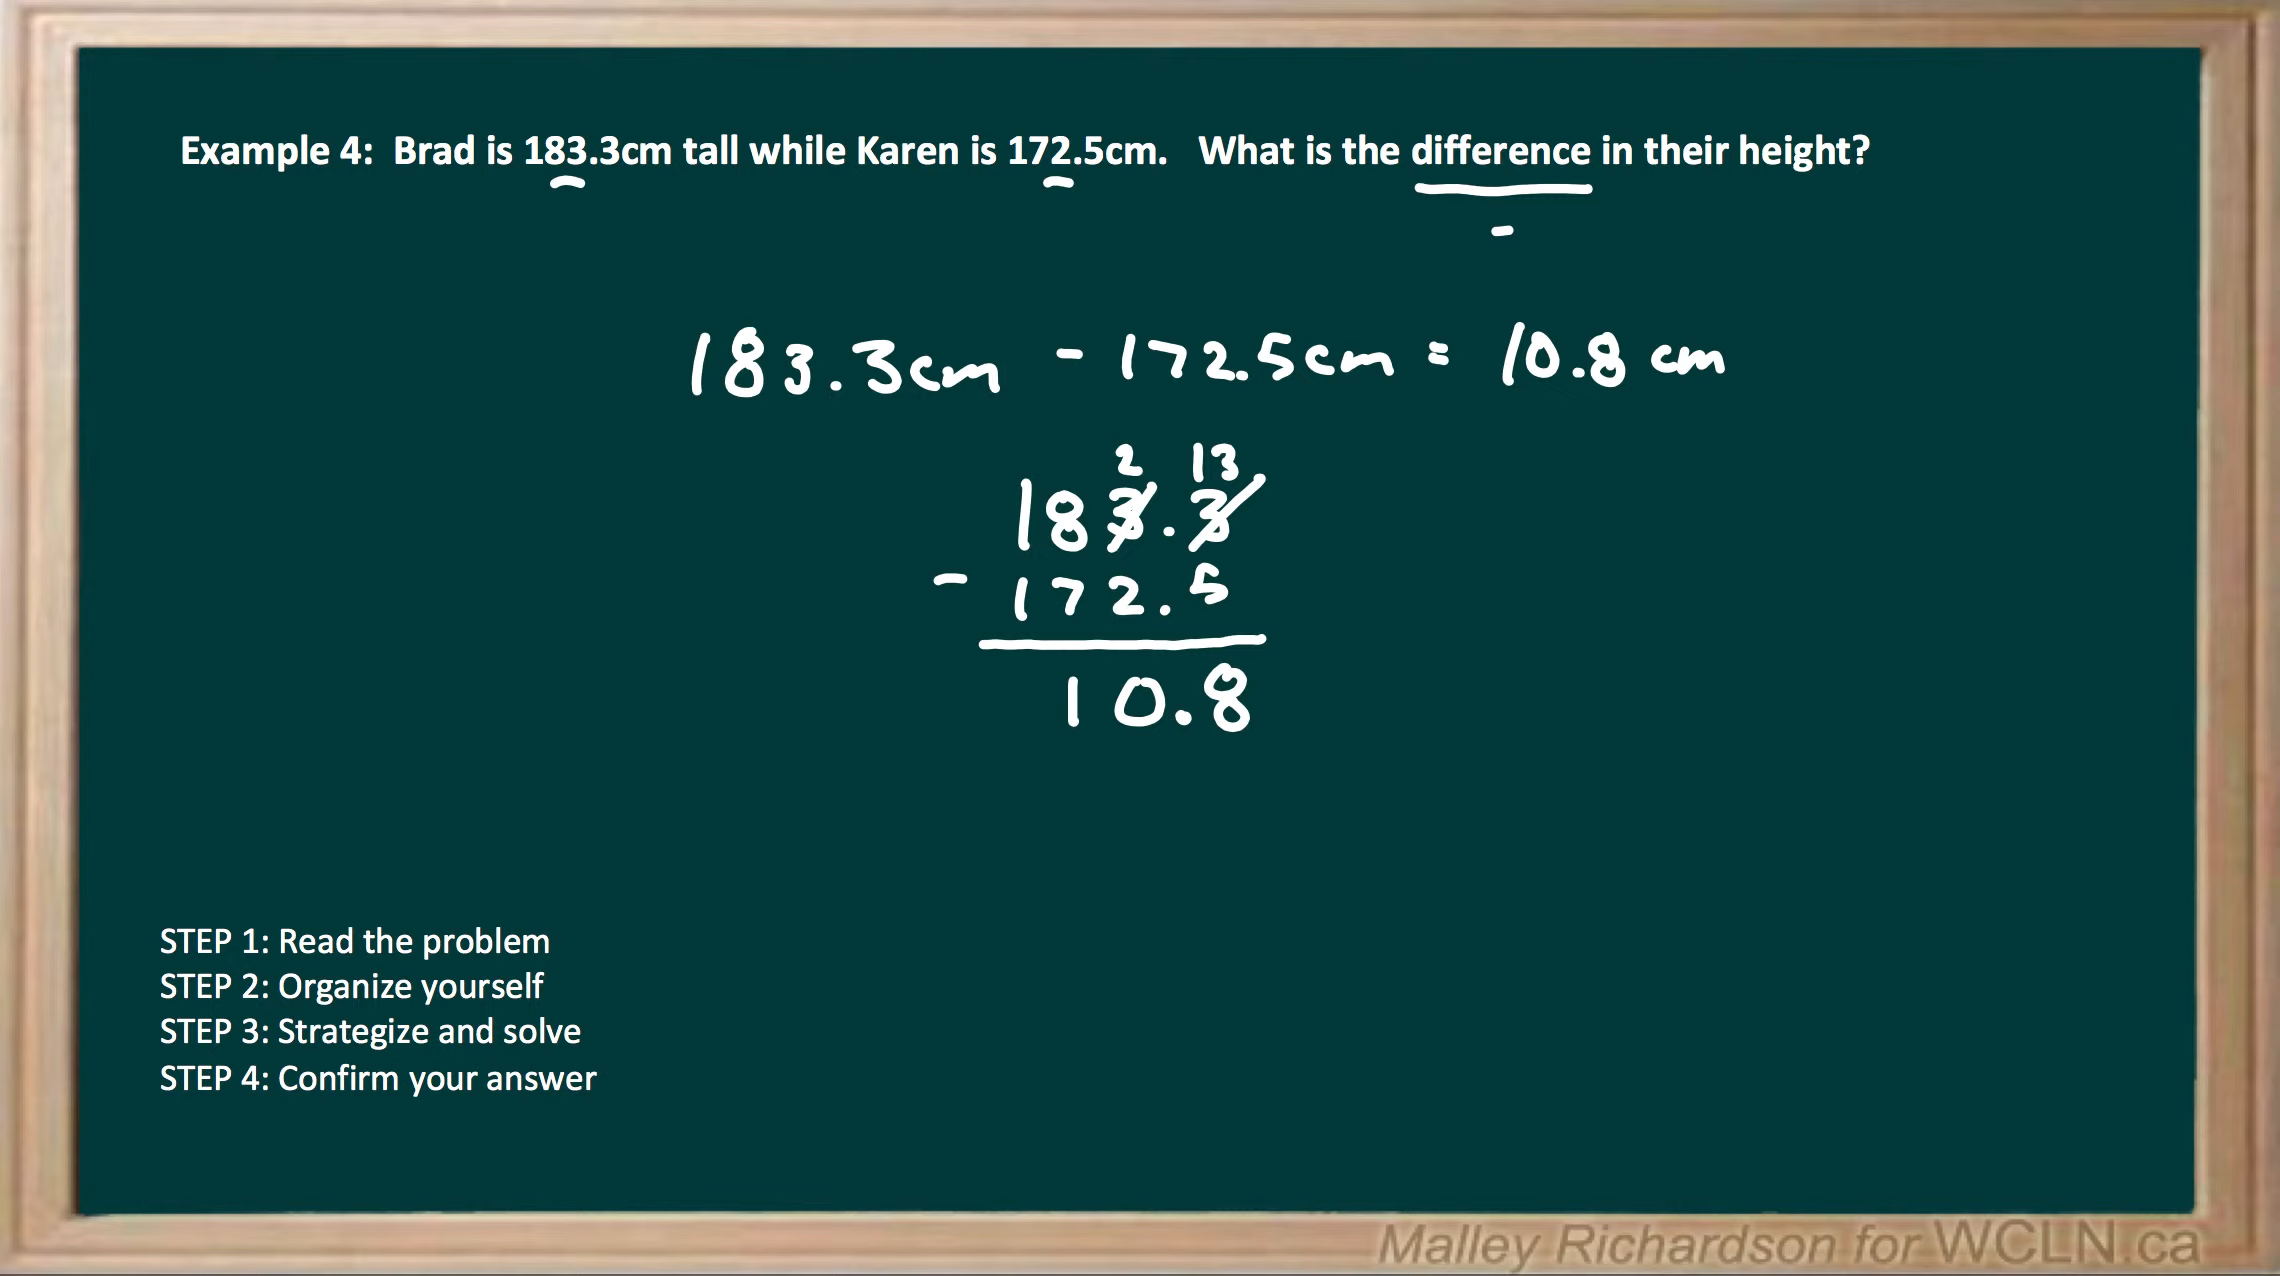 Example 4: Brad is 183.3cm tall while Karen is 172.5cm. What is the difference in their height?
-
183.3cm - 172.5cm = 10.8 cm
2 13
183.3
- 172.5
10.8
STEP 1: Read the problem
STEP 2: Organize yourself
STEP 3: Strategize and solve
STEP 4: Confirm your answer
Malley Richardson for WCLN.ca